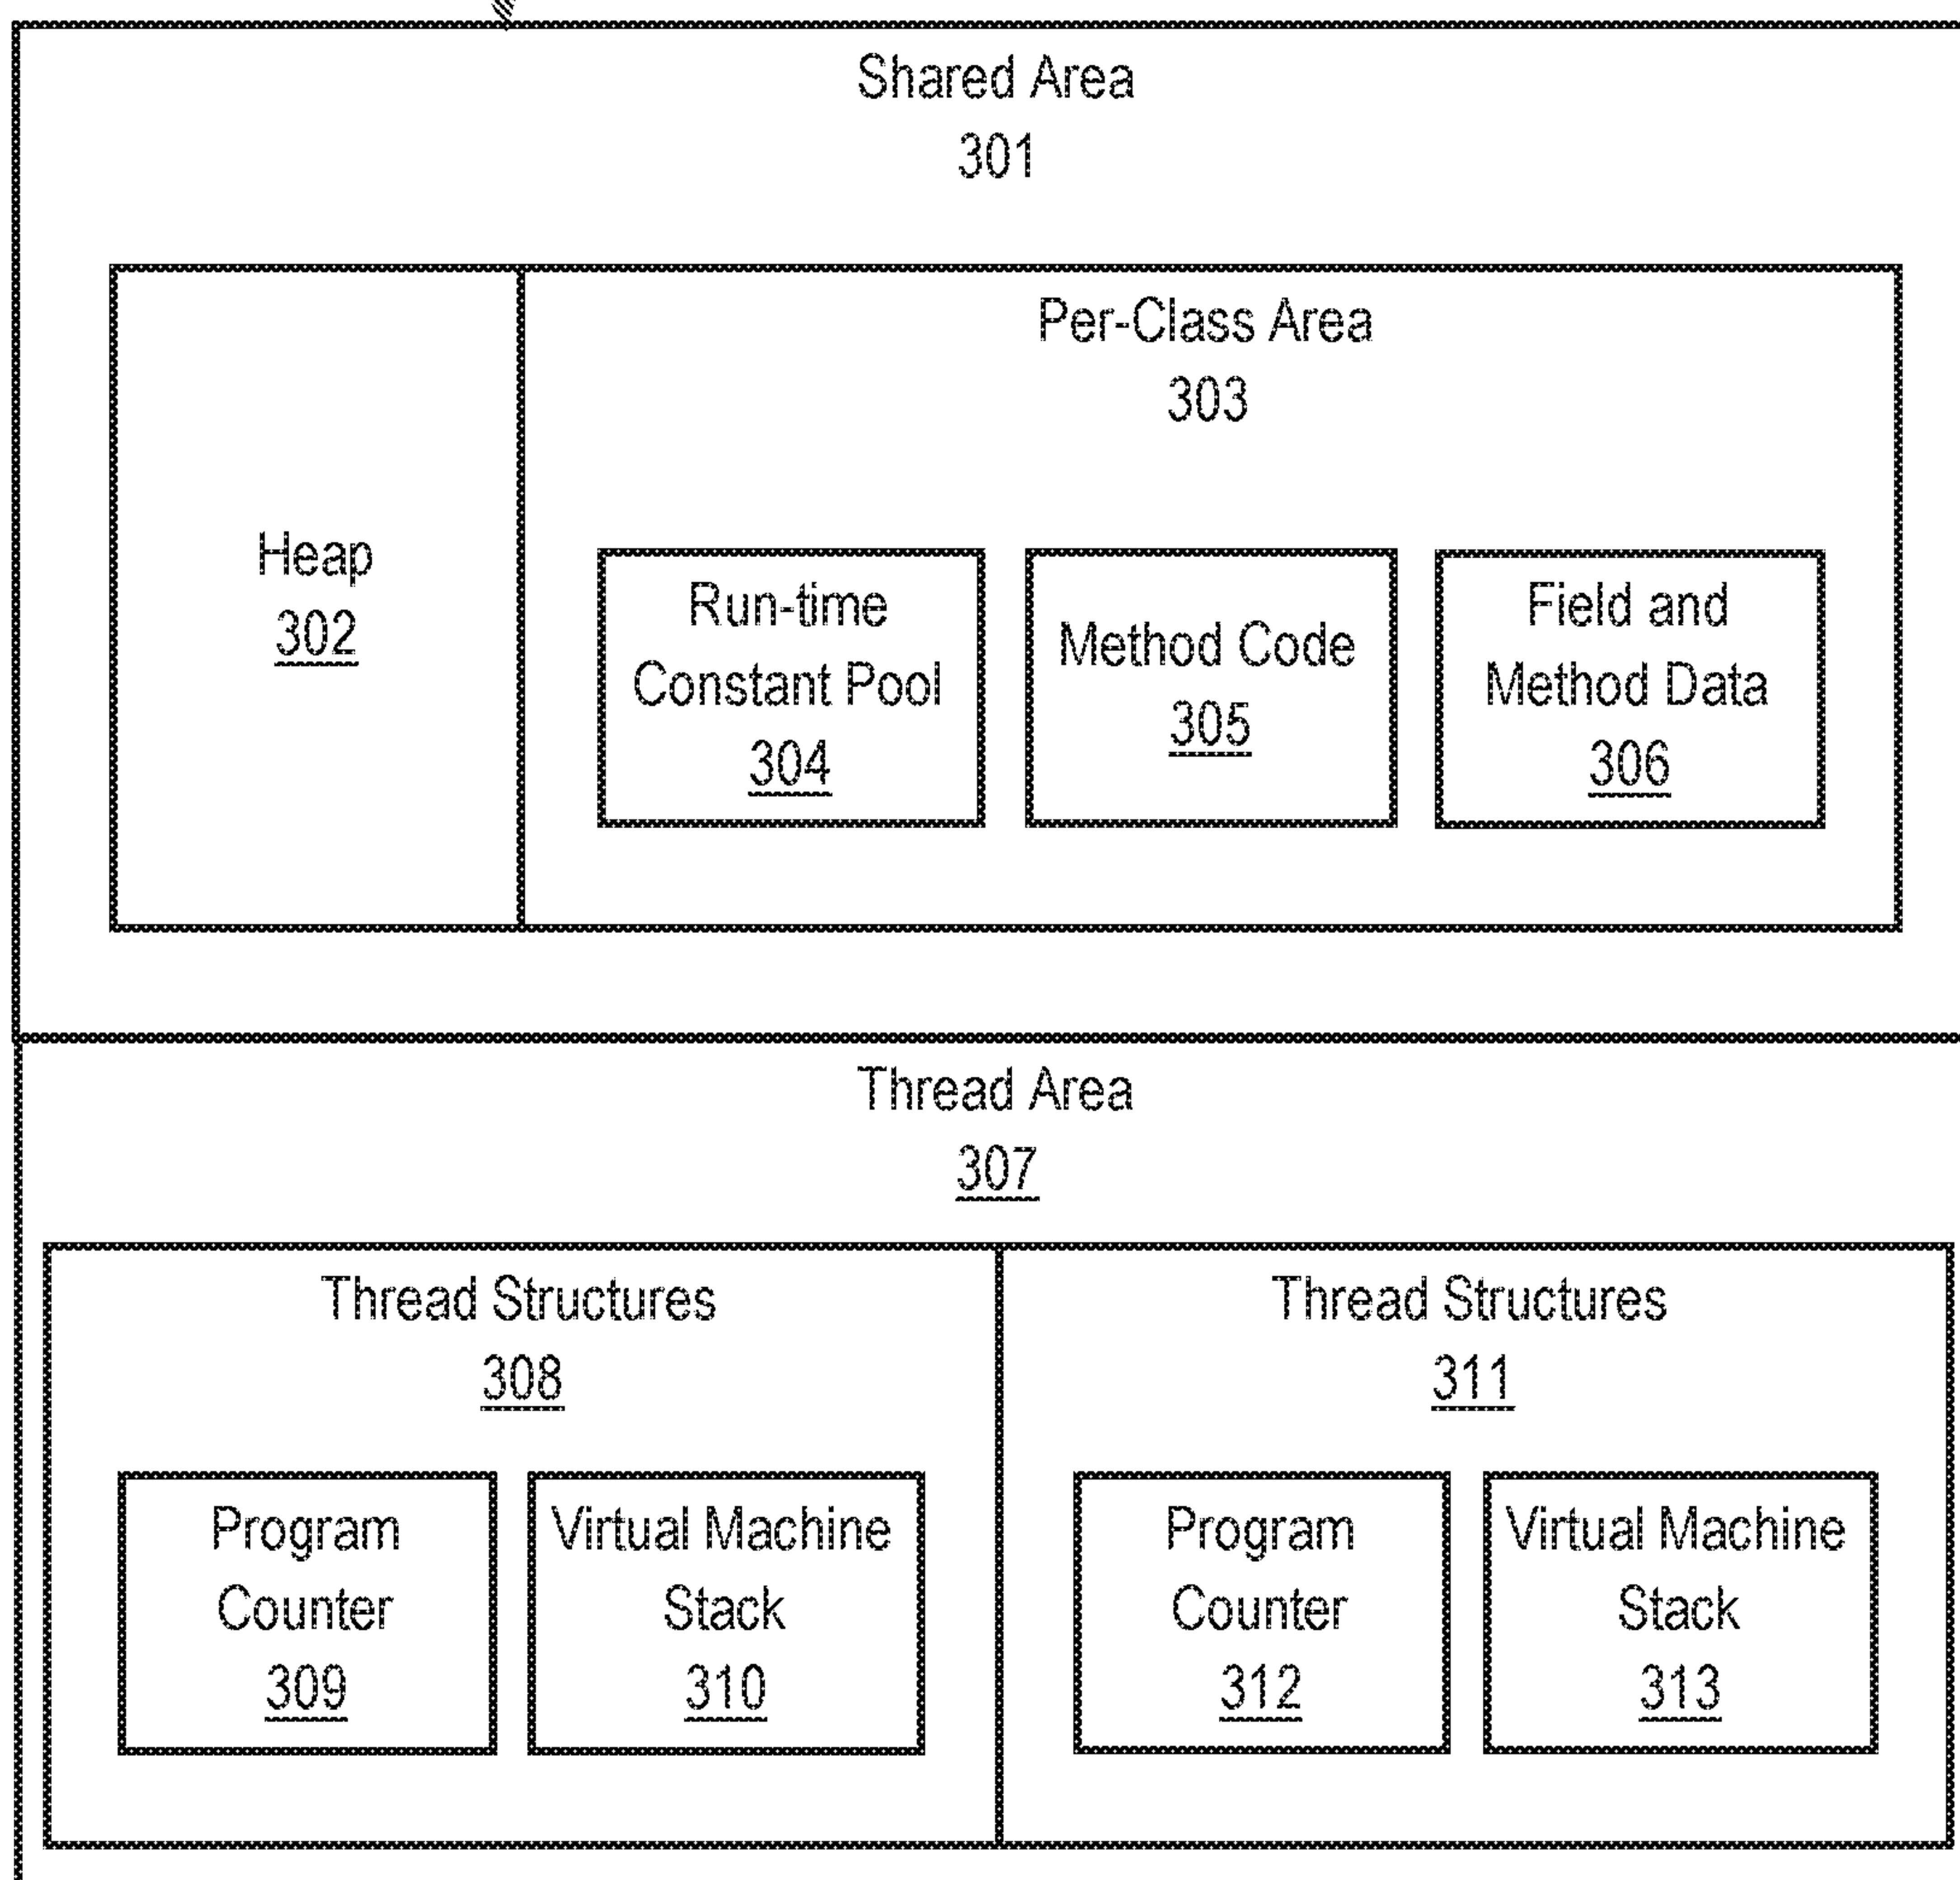 Shared Area
301
Per-Class Area
303
Heap
302
Run-time
Constant Pool
304
Method Code
305
Field and
Method Data
306
Thread Area
307
Thread Structures
308
Program
Counter
309
Virtual Machine
Stack
310
Thread Structures
311
Program
Counter
312
Virtual Machine
Stack
313